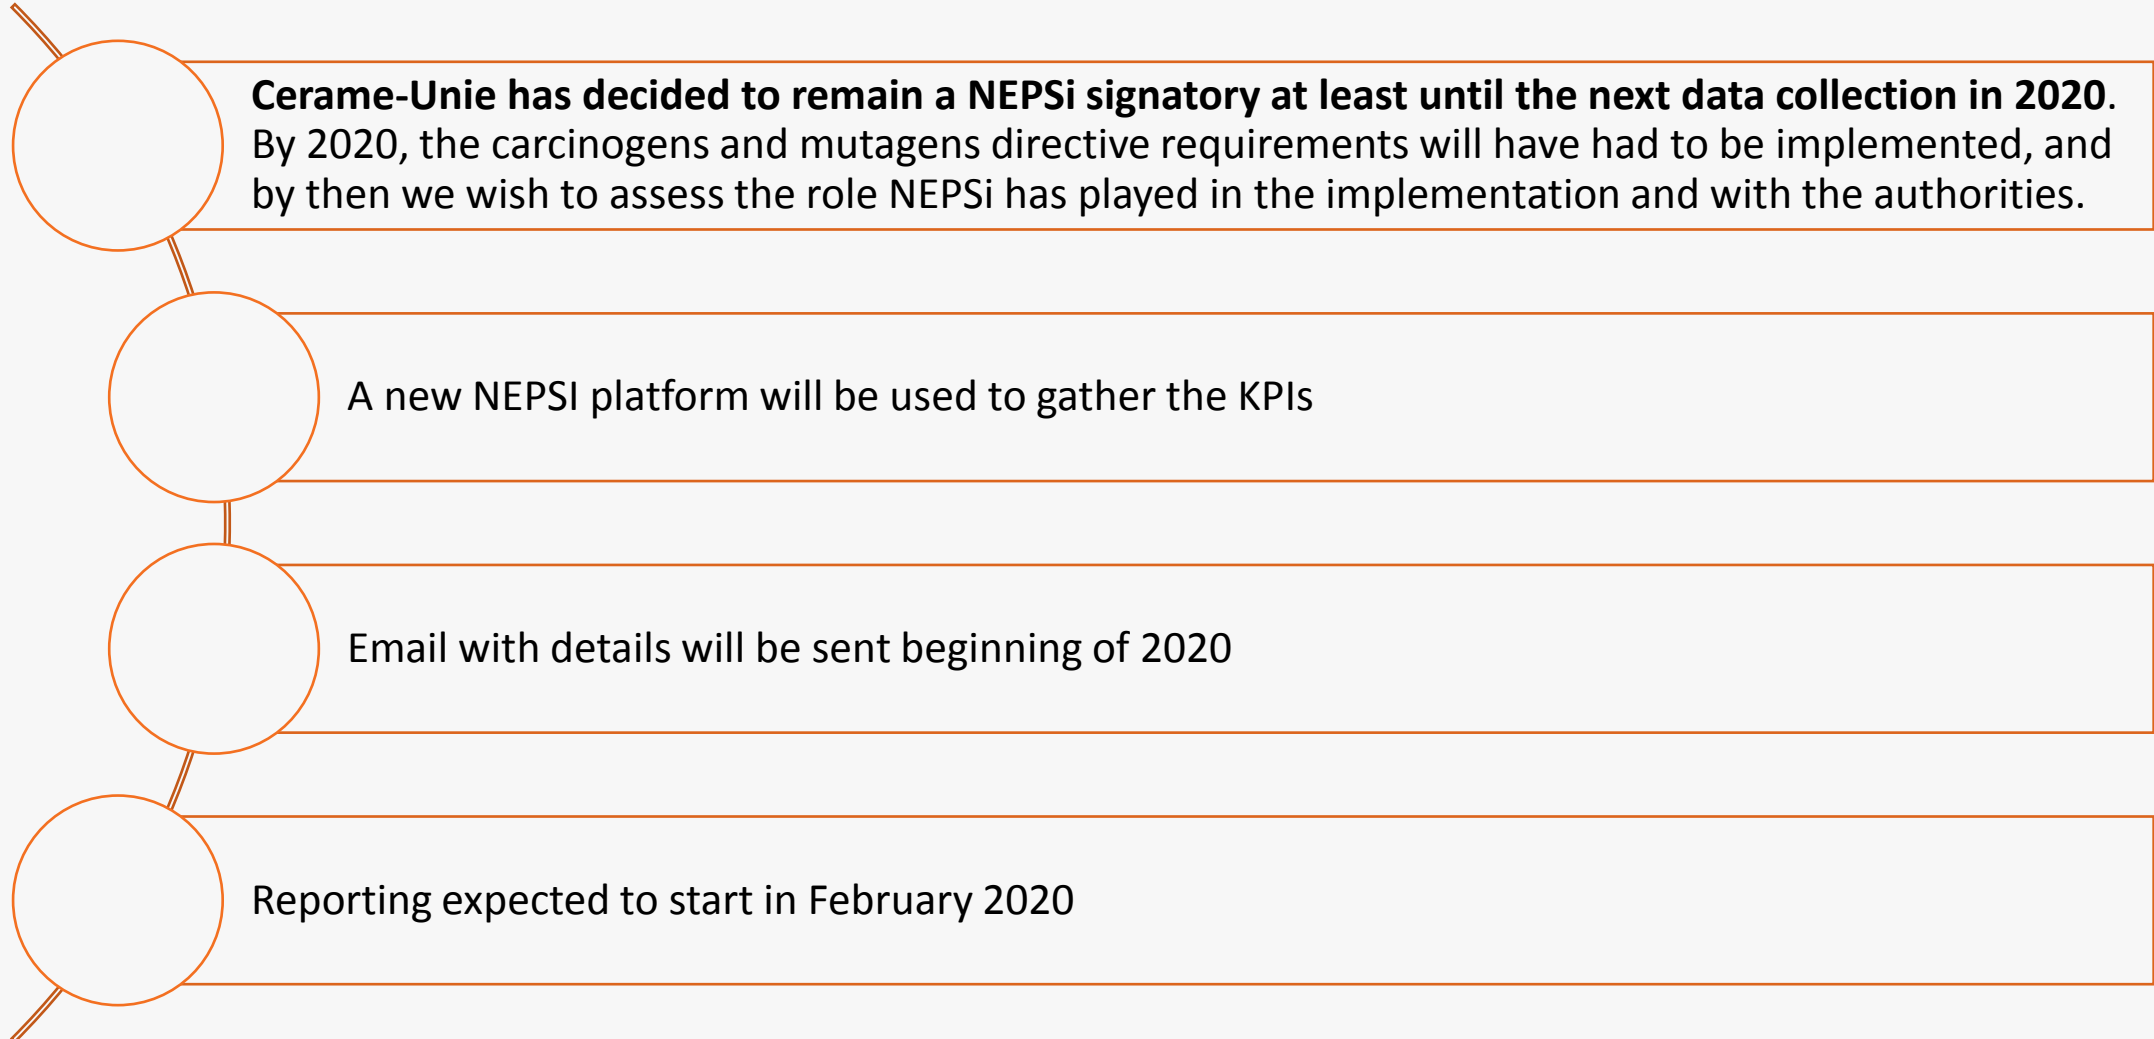 Cerame-Unie has decided to remain a NEPSi signatory at least until the next data collection in 2020.
By 2020, the carcinogens and mutagens directive requirements will have had to be implemented, and
by then we wish to assess the role NEPSi has played in the implementation and with the authorities.
A new NEPSI platform will be used to gather the KPIs
Email with details will be sent beginning of 2020
Reporting expected to start in February 2020